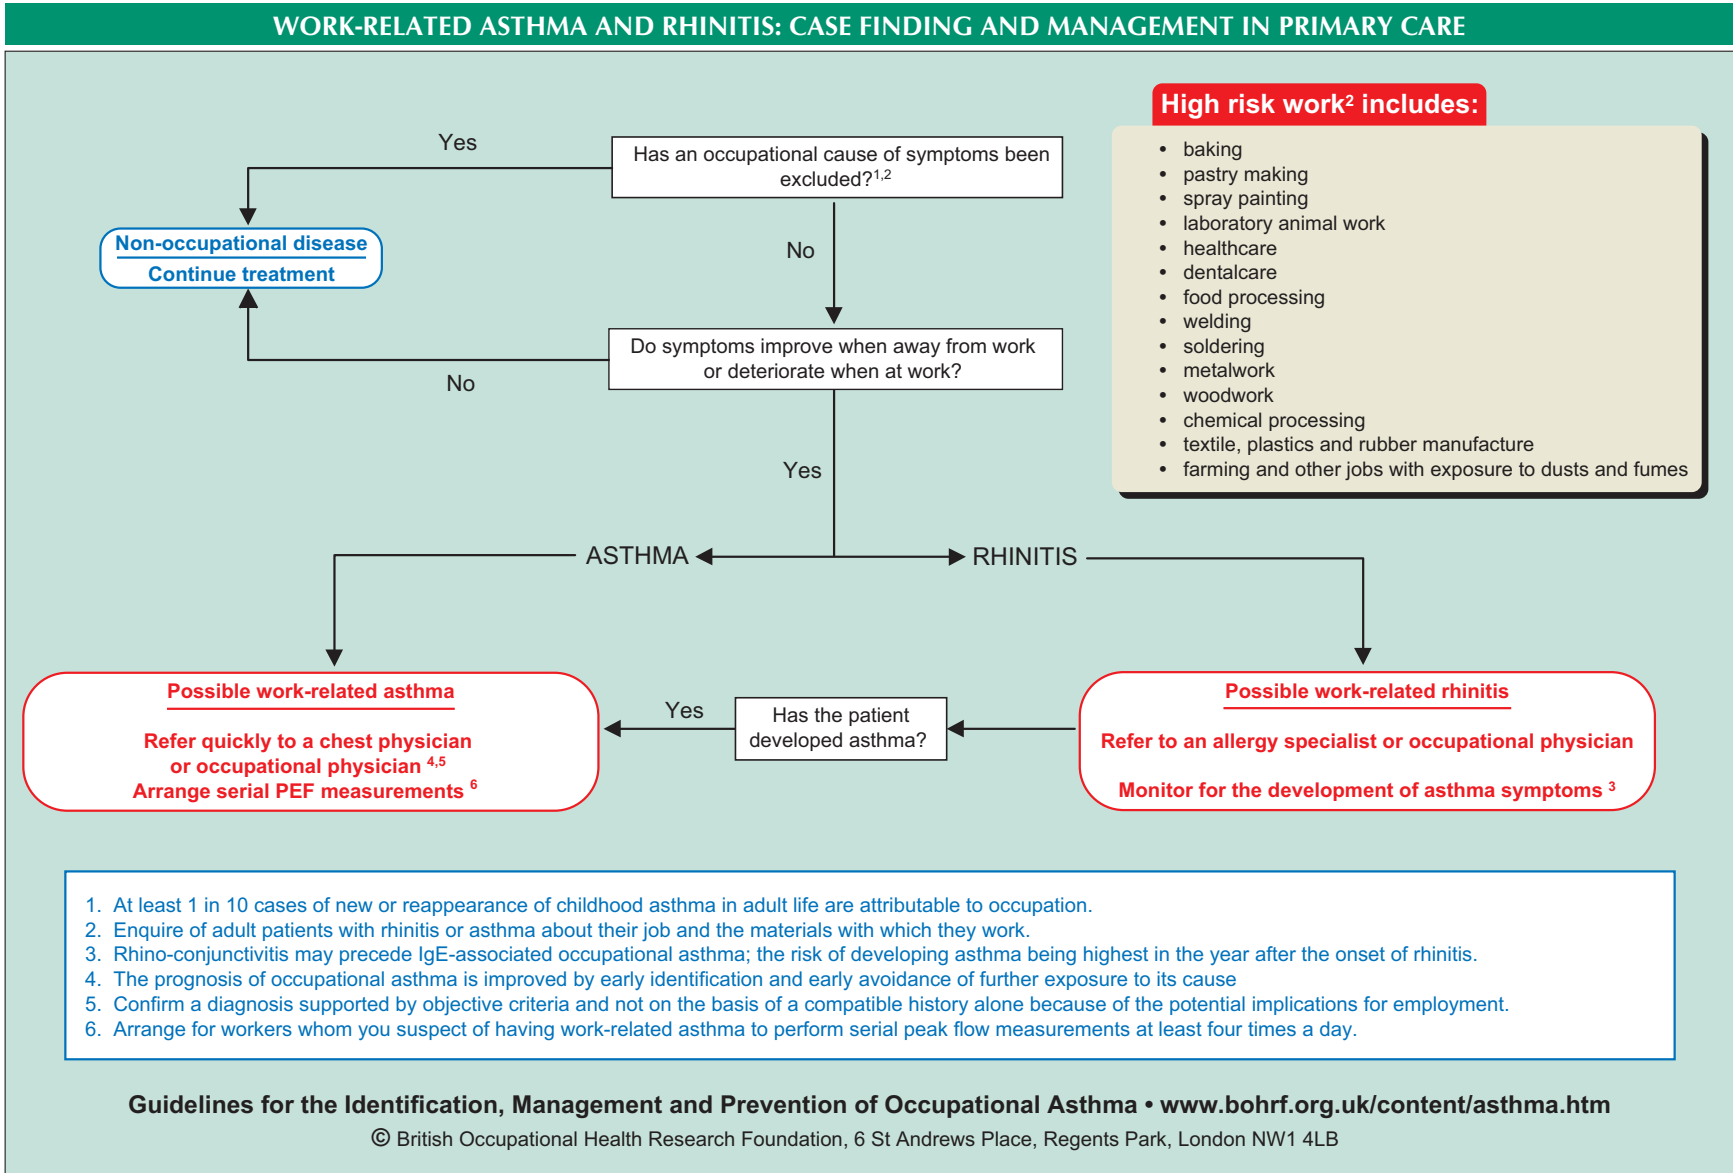 WORK-RELATED ASTHMA AND RHINITIS: CASE FINDING AND MANAGEMENT IN PRIMARY CARE
High risk work² includes:
• baking
• pastry making
• spray painting
• laboratory animal work
• healthcare
• dentalcare
• food processing
• welding
• soldering
• metalwork
• woodwork
• chemical processing
• textile, plastics and rubber manufacture
• farming and other jobs with exposure to dusts and fumes
Has an occupational cause of symptoms been
excluded?¹,²
Yes
No
Non-occupational disease
Continue treatment
Do symptoms improve when away from work
or deteriorate when at work?
No
Yes
ASTHMA
RHINITIS
Possible work-related asthma
Refer quickly to a chest physician
or occupational physician ⁴,⁵
Arrange serial PEF measurements ⁶
Yes
Has the patient
developed asthma?
Possible work-related rhinitis
Refer to an allergy specialist or occupational physician
Monitor for the development of asthma symptoms ³
1. At least 1 in 10 cases of new or reappearance of childhood asthma in adult life are attributable to occupation.
2. Enquire of adult patients with rhinitis or asthma about their job and the materials with which they work.
3. Rhino-conjunctivitis may precede IgE-associated occupational asthma; the risk of developing asthma being highest in the year after the onset of rhinitis.
4. The prognosis of occupational asthma is improved by early identification and early avoidance of further exposure to its cause
5. Confirm a diagnosis supported by objective criteria and not on the basis of a compatible history alone because of the potential implications for employment.
6. Arrange for workers whom you suspect of having work-related asthma to perform serial peak flow measurements at least four times a day.
Guidelines for the Identification, Management and Prevention of Occupational Asthma • www.bohrf.org.uk/content/asthma.htm
© British Occupational Health Research Foundation, 6 St Andrews Place, Regents Park, London NW1 4LB